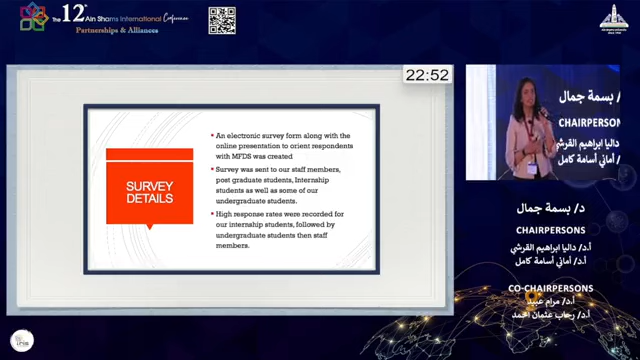 The 12th Ain Shams International Conference
Partnerships & Alliances
22:52
SURVEY
DETAILS
• An electronic survey form along with the
online presentation to orient respondents
with MFDS was created
• Survey was sent to our staff members,
post graduate students, Internship
students as well as some of our
undergraduate students.
• High response rates were recorded for
our internship students, followed by
undergraduate students then staff
members.
/ بسمة جمال
CHAIRPERSON
داليا ابراهيم القرشي
/ أماني أسامة كامل
د/ بسمة جمال
CHAIRPERSONS
أ.د/ داليا ابراهيم القرشي
أ.د/ أماني أسامة كامل
CO-CHAIRPERSONS
أ.د/ مرام عبيد
أ.د/ رحاب عثمان احمد